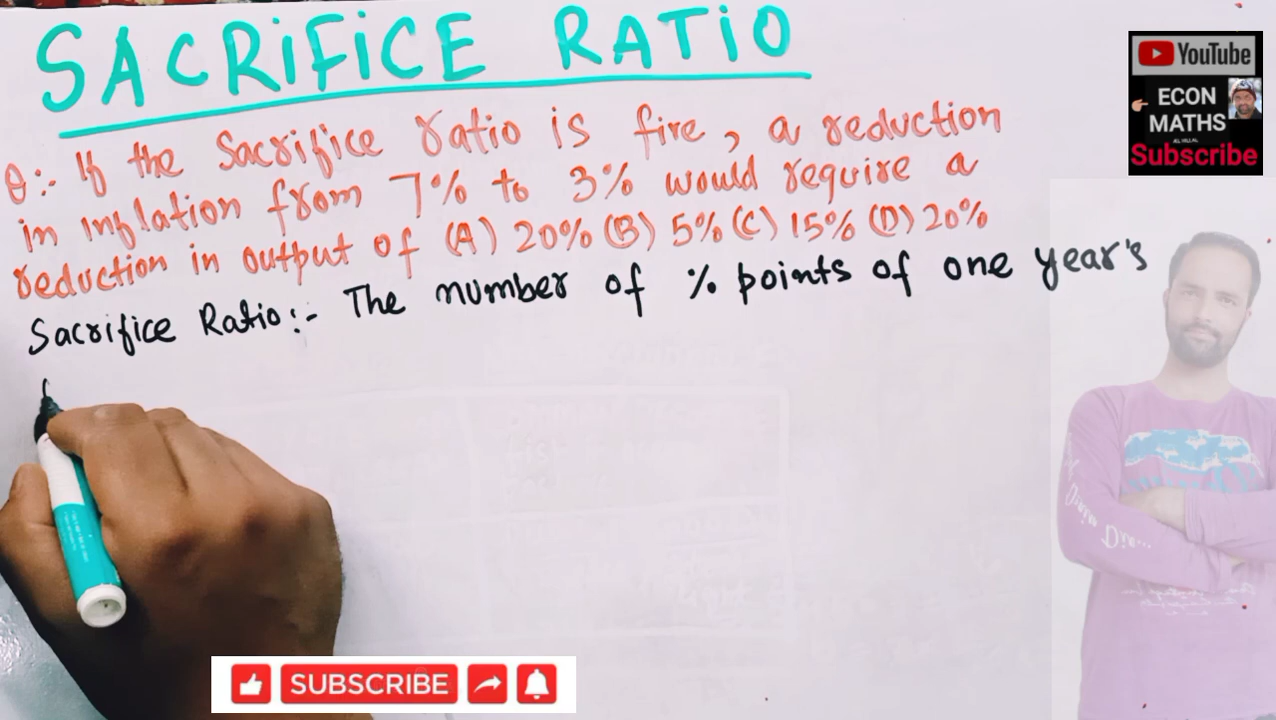 SACRIFICE RATIO
Q:- If the Sacrifice ratio is five, a reduction
in inflation from 7% to 3% would require a
reduction in output of (A) 20% (B) 5% (C) 15% (D) 20%
Sacrifice Ratio:- The number of % points of one year's
YouTube
ECON
MATHS
Subscribe
SUBSCRIBE